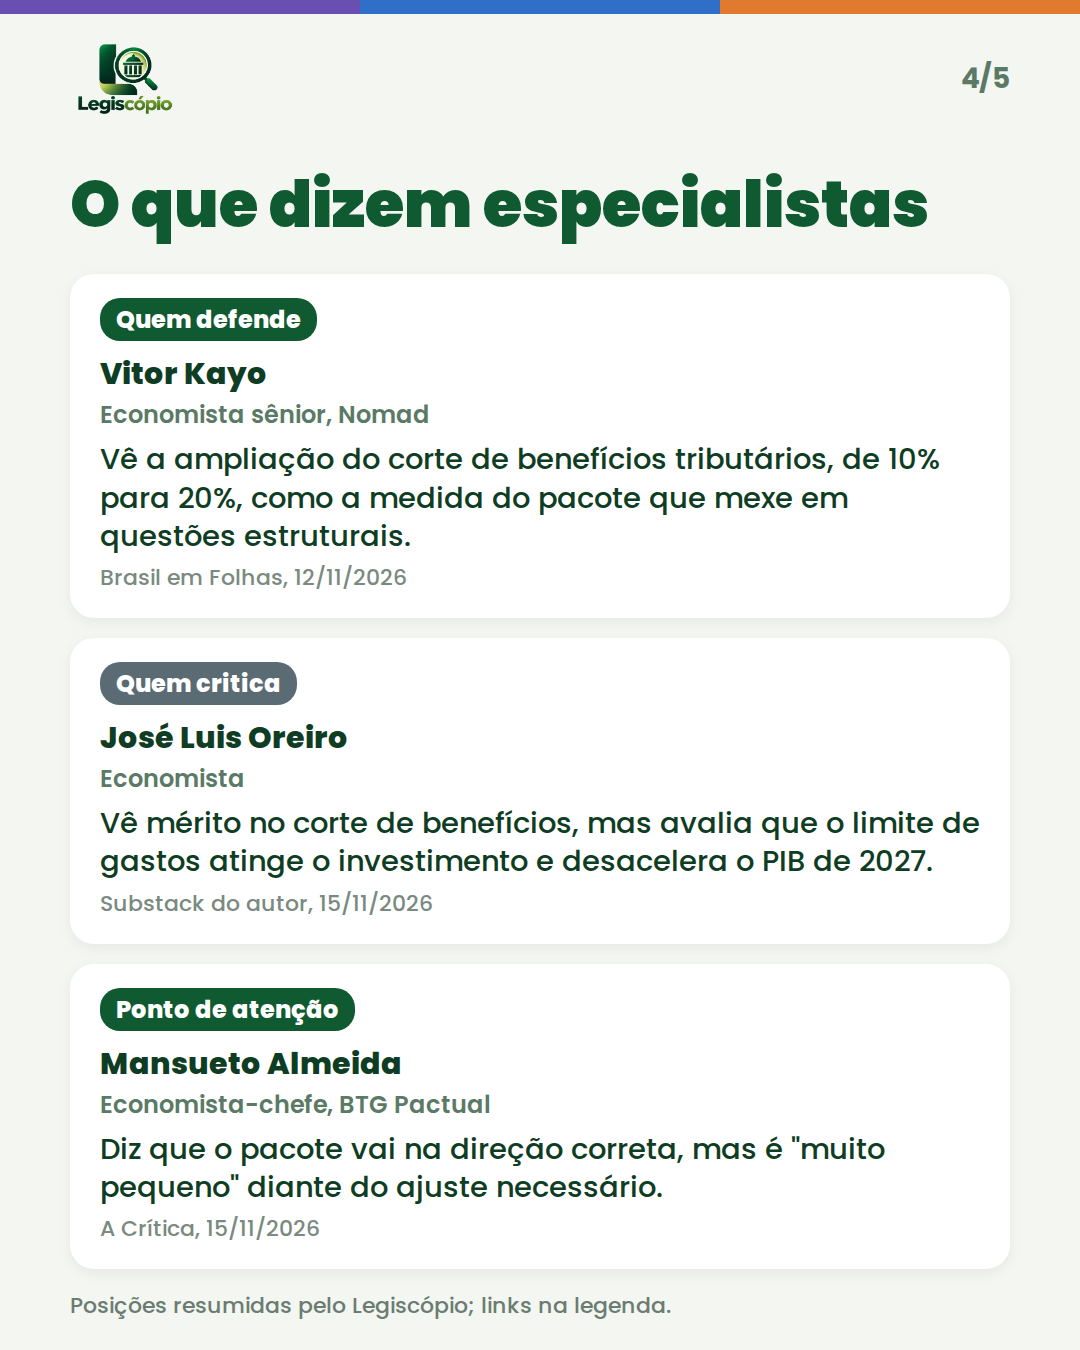 Legiscópio
4/5
O que dizem especialistas
Quem defende
Vitor Kayo
Economista sênior, Nomad
Vê a ampliação do corte de benefícios tributários, de 10%
para 20%, como a medida do pacote que mexe em
questões estruturais.
Brasil em Folhas, 12/11/2026
Quem critica
José Luis Oreiro
Economista
Vê mérito no corte de benefícios, mas avalia que o limite de
gastos atinge o investimento e desacelera o PIB de 2027.
Substack do autor, 15/11/2026
Ponto de atenção
Mansueto Almeida
Economista-chefe, BTG Pactual
Diz que o pacote vai na direção correta, mas é "muito
pequeno" diante do ajuste necessário.
A Crítica, 15/11/2026
Posições resumidas pelo Legiscópio; links na legenda.